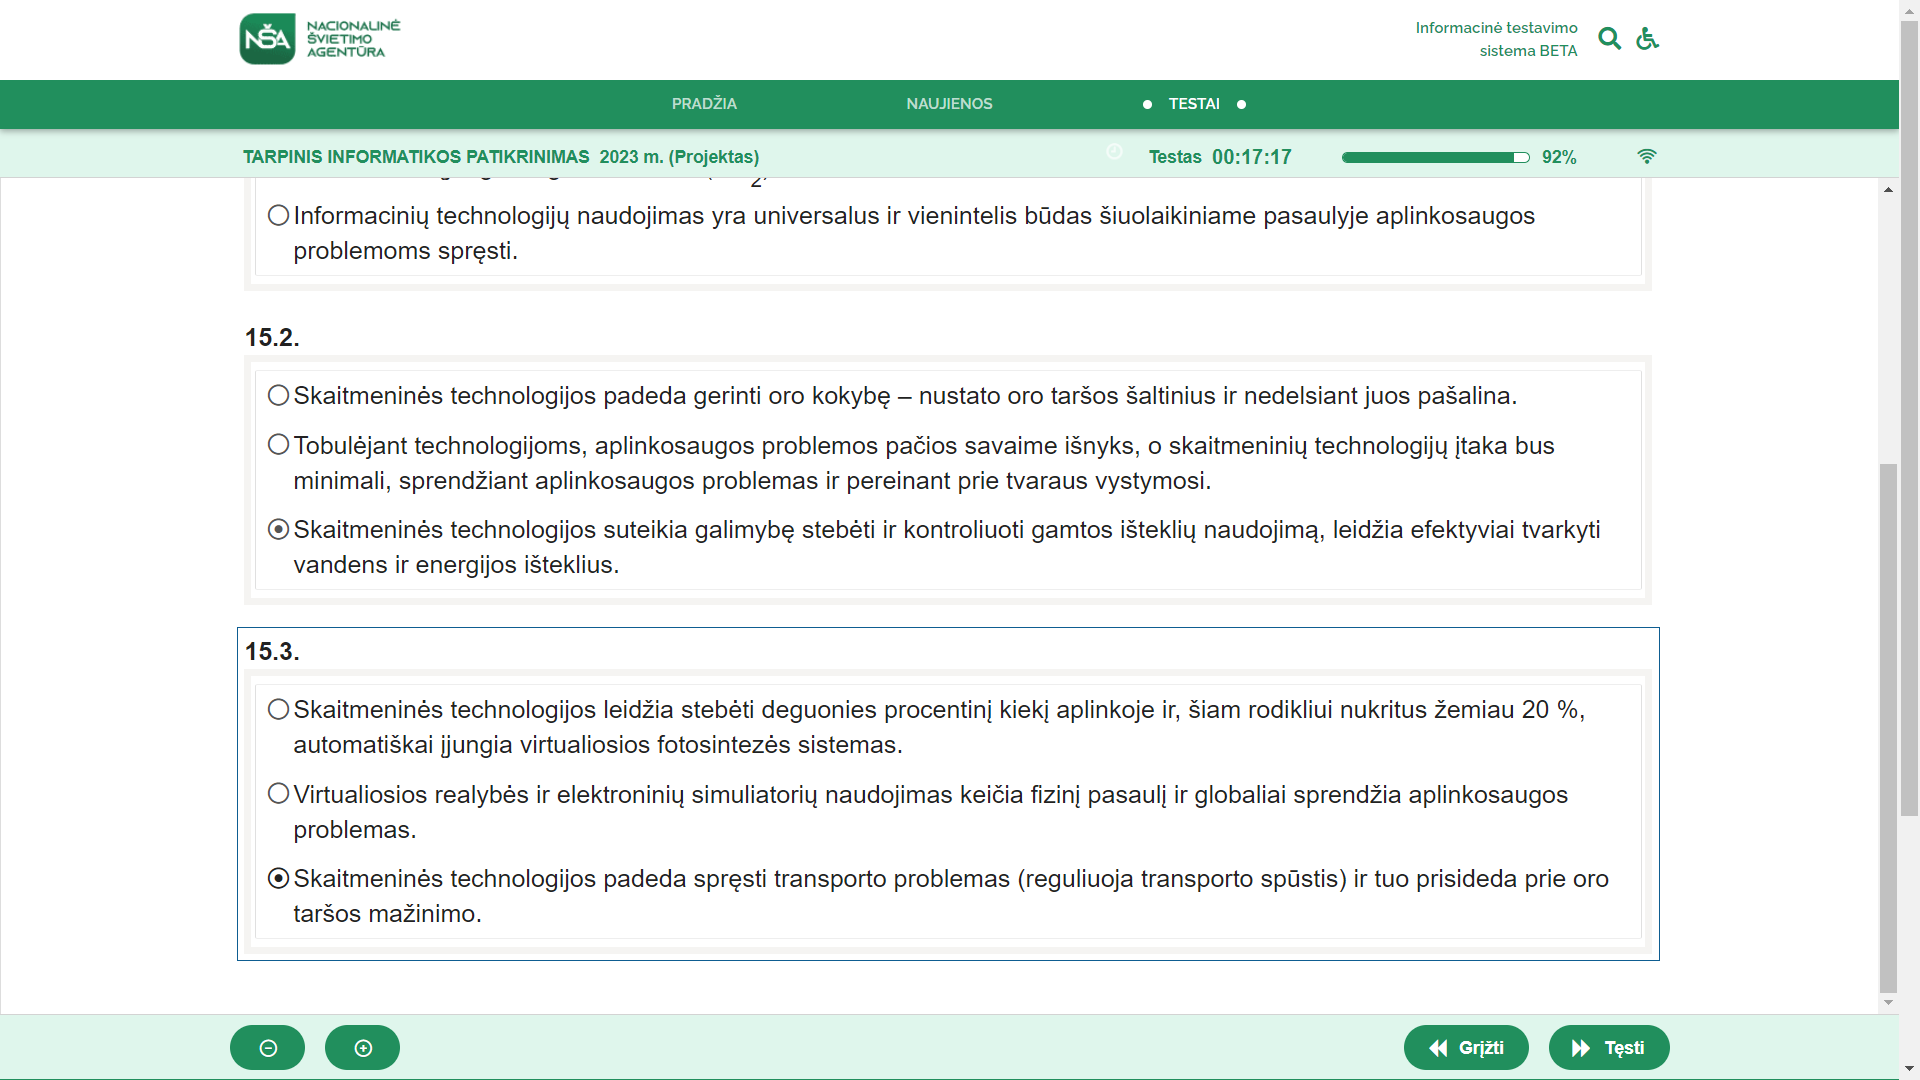 NŠA
NACIONALINĖ
ŠVIETIMO
AGENTŪRA
Informacinė testavimo
sistema BETA
PRADŽIA
NAUJIENOS
TESTAI
TARPINIS INFORMATIKOS PATIKRINIMAS 2023 m. (Projektas)
Testas 00:17:17
92%
Informacinių technologijų naudojimas yra universalus ir vienintelis būdas šiuolaikiniame pasaulyje aplinkosaugos
problemoms spręsti.
15.2.
Skaitmeninės technologijos padeda gerinti oro kokybę – nustato oro taršos šaltinius ir nedelsiant juos pašalina.
Tobulėjant technologijoms, aplinkosaugos problemos pačios savaime išnyks, o skaitmeninių technologijų įtaka bus
minimali, sprendžiant aplinkosaugos problemas ir pereinant prie tvaraus vystymosi.
Skaitmeninės technologijos suteikia galimybę stebėti ir kontroliuoti gamtos išteklių naudojimą, leidžia efektyviai tvarkyti
vandens ir energijos išteklius.
15.3.
Skaitmeninės technologijos leidžia stebėti deguonies procentinį kiekį aplinkoje ir, šiam rodikliui nukritus žemiau 20 %,
automatiškai įjungia virtualiosios fotosintezės sistemas.
Virtualiosios realybės ir elektroninių simuliatorių naudojimas keičia fizinį pasaulį ir globaliai sprendžia aplinkosaugos
problemas.
Skaitmeninės technologijos padeda spręsti transporto problemas (reguliuoja transporto spūstis) ir tuo prisideda prie oro
taršos mažinimo.
Grįžti
Tęsti